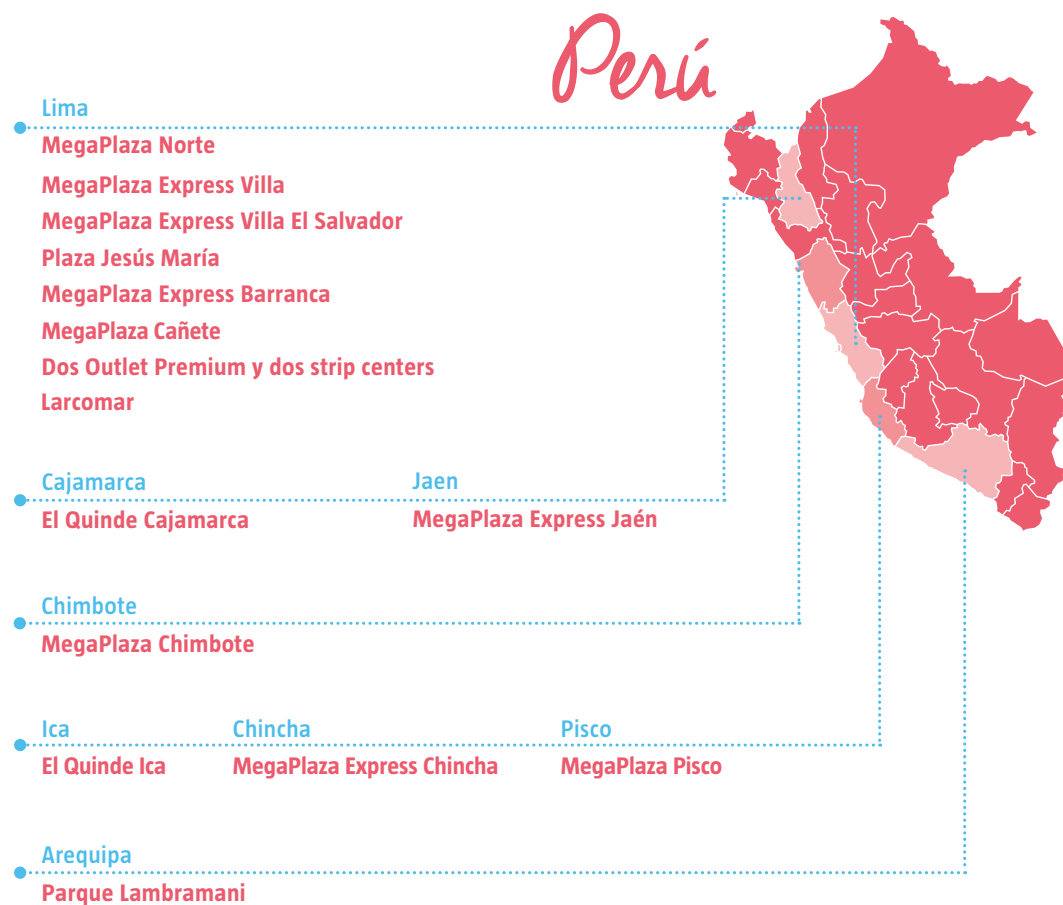 Perú
Lima
MegaPlaza Norte
MegaPlaza Express Villa
MegaPlaza Express Villa El Salvador
Plaza Jesús María
MegaPlaza Express Barranca
MegaPlaza Cañete
Dos Outlet Premium y dos strip centers
Larcomar
Cajamarca
El Quinde Cajamarca
Jaen
MegaPlaza Express Jaén
Chimbote
MegaPlaza Chimbote
Ica
El Quinde Ica
Chincha
MegaPlaza Express Chincha
Pisco
MegaPlaza Pisco
Arequipa
Parque Lambramani